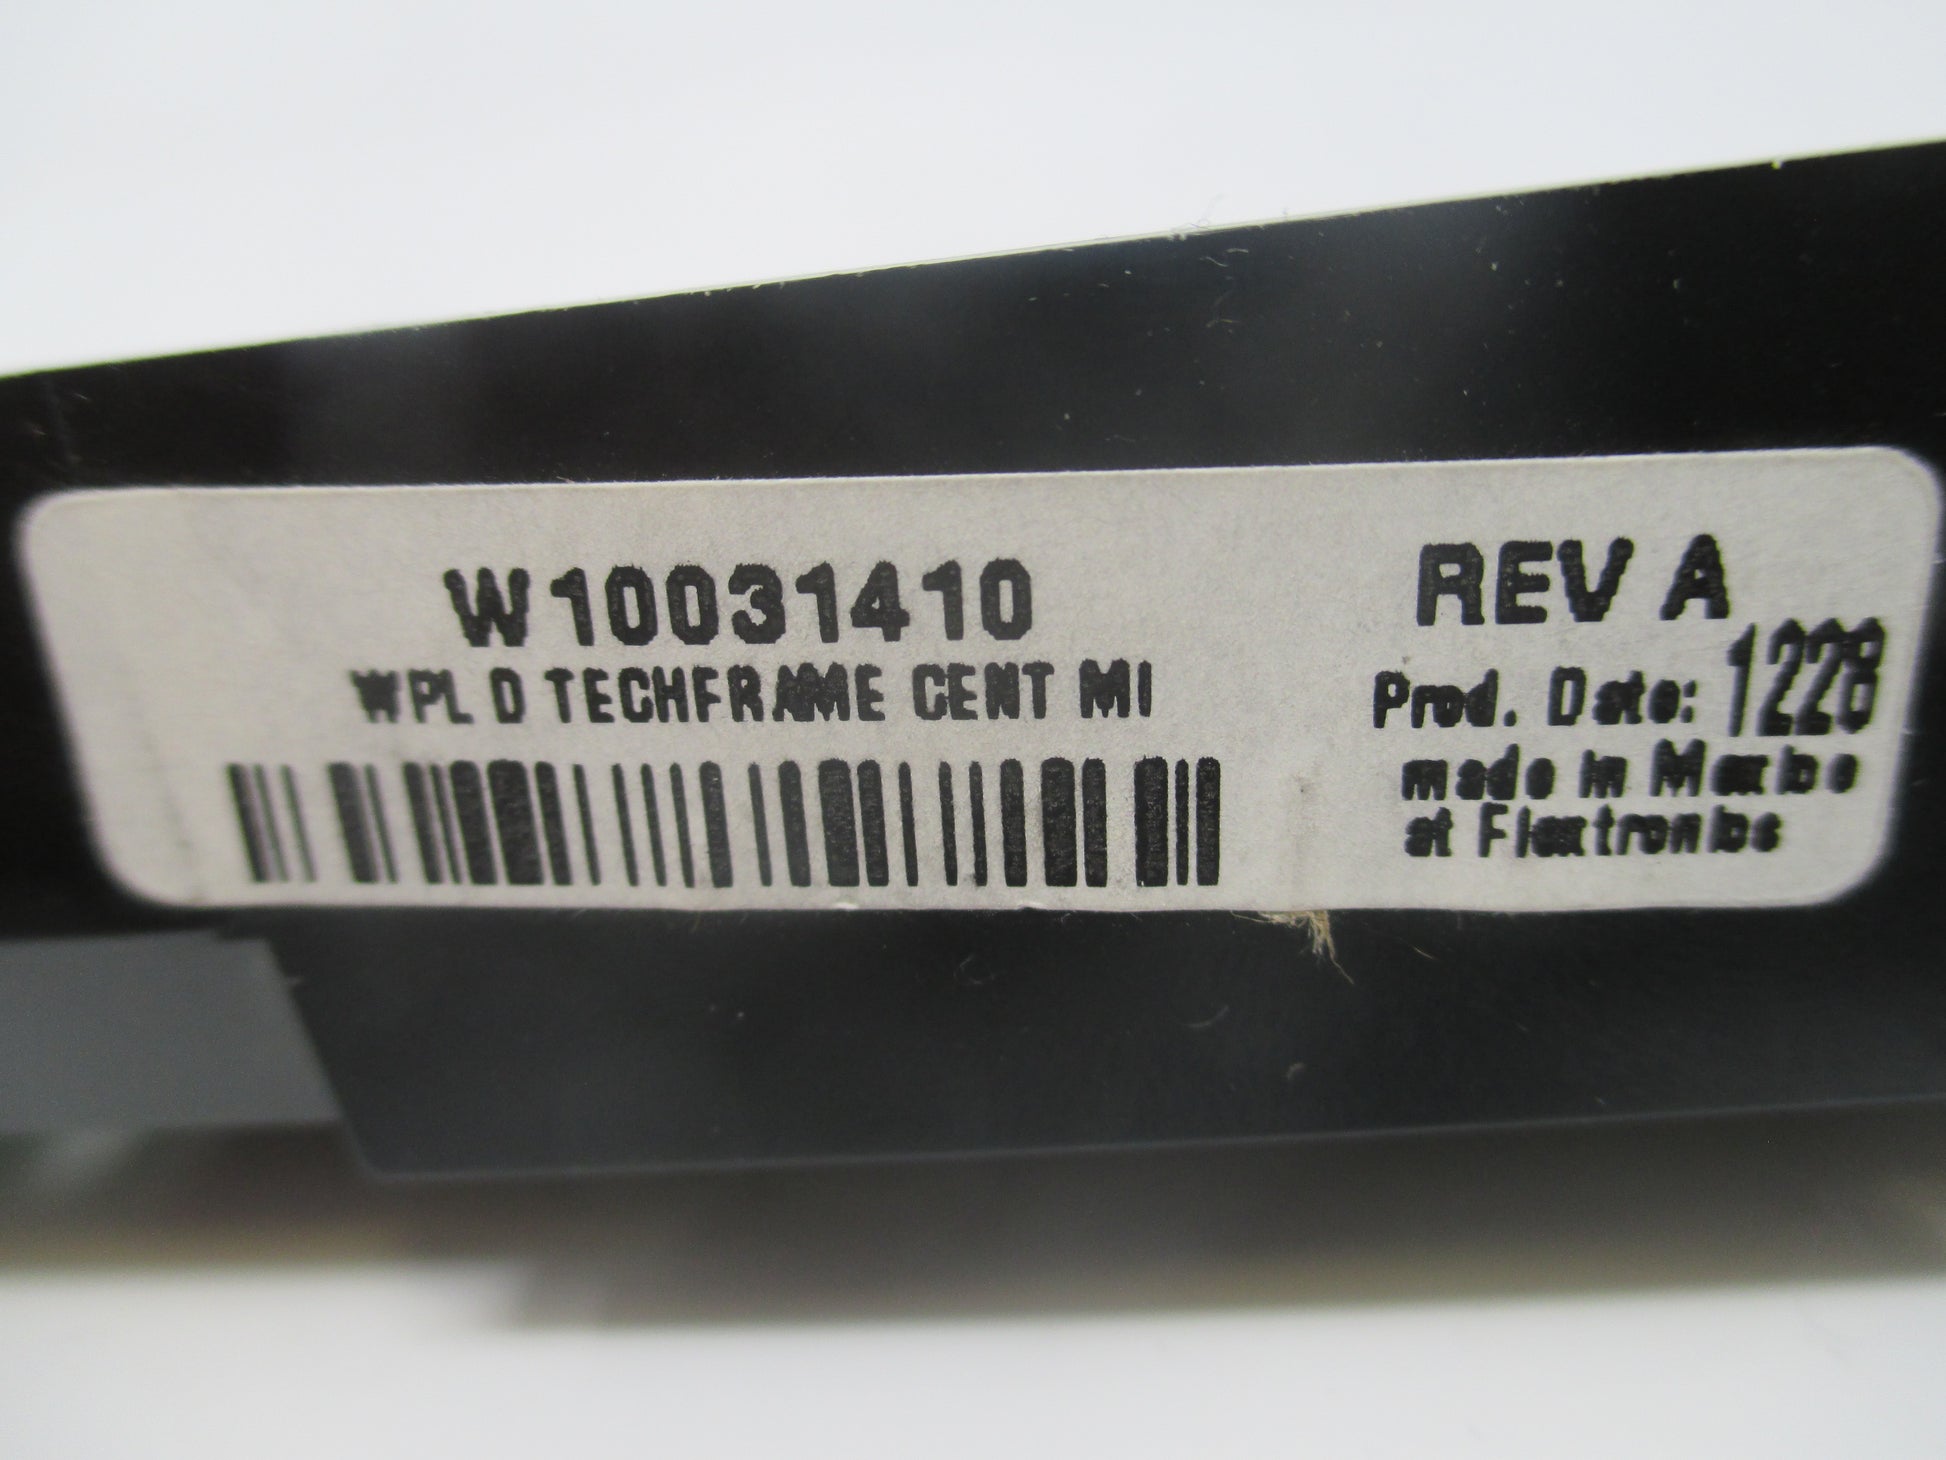 W10031410
WPL D TECHFRAME CENT MI
REV A
Prod. Date: 1228
made in Mexico
at Flextronics